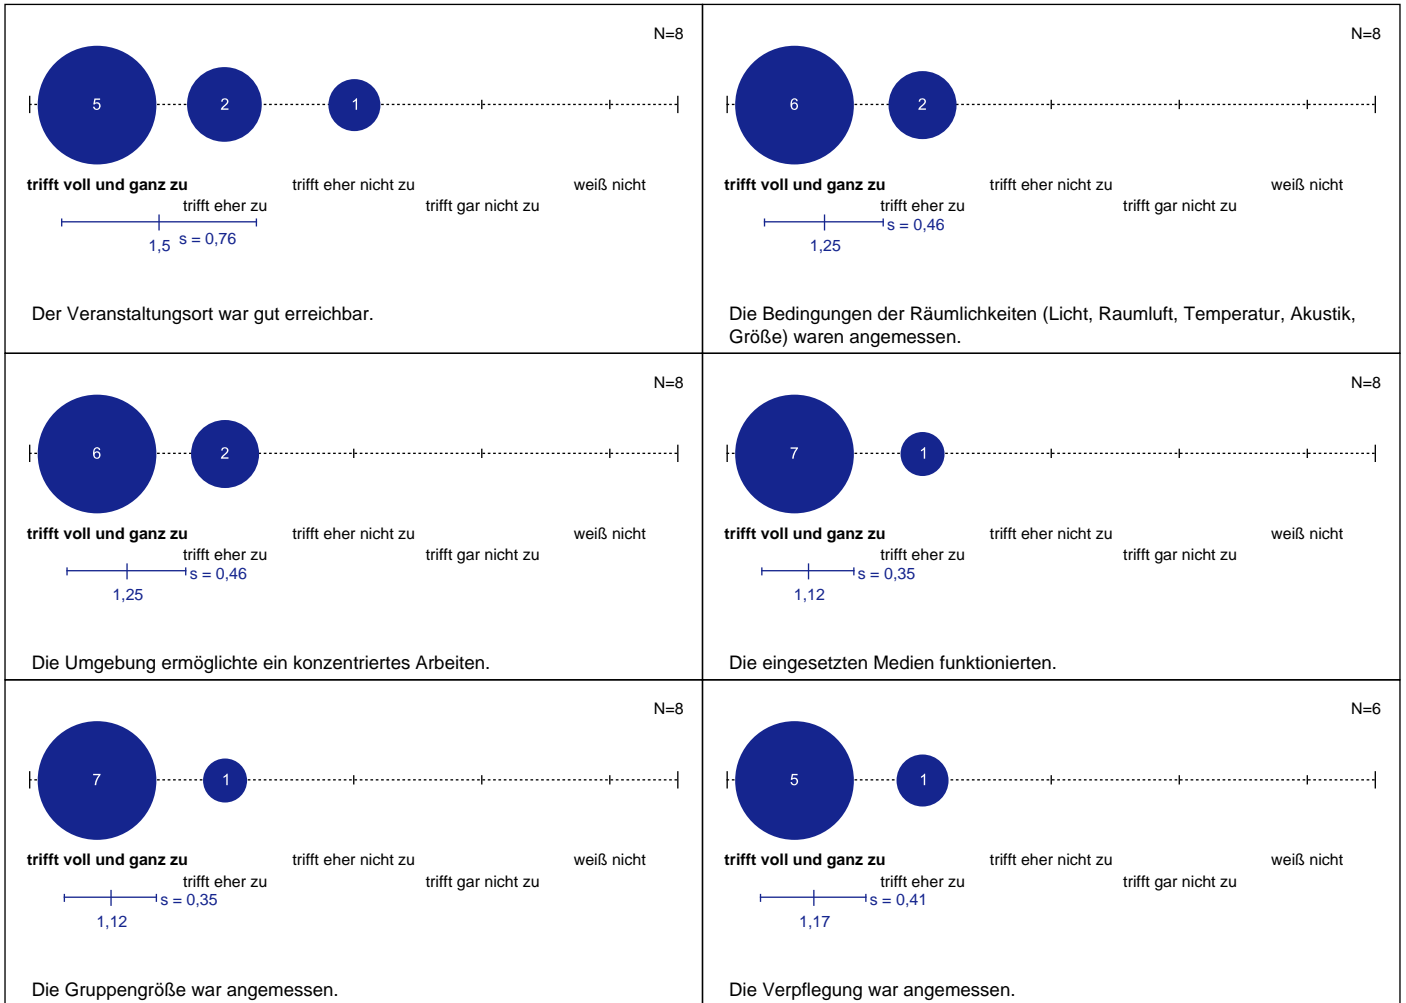 N=8
5
2
1
trifft voll und ganz zu
trifft eher nicht zu
weiß nicht
trifft eher zu
trifft gar nicht zu
1,5
s = 0,76
Der Veranstaltungsort war gut erreichbar.
N=8
6
2
trifft voll und ganz zu
trifft eher nicht zu
weiß nicht
trifft eher zu
trifft gar nicht zu
s = 0,46
1,25
Die Bedingungen der Räumlichkeiten (Licht, Raumluft, Temperatur, Akustik,
Größe) waren angemessen.
N=8
6
2
trifft voll und ganz zu
trifft eher nicht zu
weiß nicht
trifft eher zu
trifft gar nicht zu
s = 0,46
1,25
Die Umgebung ermöglichte ein konzentriertes Arbeiten.
N=8
7
1
trifft voll und ganz zu
trifft eher nicht zu
weiß nicht
trifft eher zu
trifft gar nicht zu
s = 0,35
1,12
Die eingesetzten Medien funktionierten.
N=8
7
1
trifft voll und ganz zu
trifft eher nicht zu
weiß nicht
trifft eher zu
trifft gar nicht zu
s = 0,35
1,12
Die Gruppengröße war angemessen.
N=6
5
1
trifft voll und ganz zu
trifft eher nicht zu
weiß nicht
trifft eher zu
trifft gar nicht zu
s = 0,41
1,17
Die Verpflegung war angemessen.